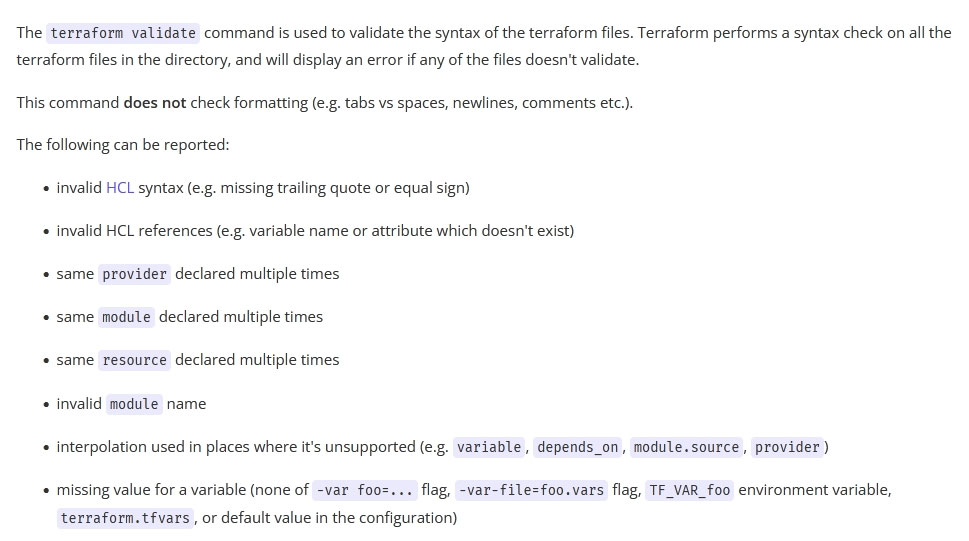 The terraform validate command is used to validate the syntax of the terraform files. Terraform performs a syntax check on all the
terraform files in the directory, and will display an error if any of the files doesn't validate.
This command does not check formatting (e.g. tabs vs spaces, newlines, comments etc.).
The following can be reported:
• invalid HCL syntax (e.g. missing trailing quote or equal sign)
• invalid HCL references (e.g. variable name or attribute which doesn't exist)
• same provider declared multiple times
• same module declared multiple times
• same resource declared multiple times
• invalid module name
• interpolation used in places where it's unsupported (e.g. variable, depends_on, module.source, provider)
• missing value for a variable (none of -var foo=... flag, -var-file=foo.vars flag, TF_VAR_foo environment variable,
terraform.tfvars, or default value in the configuration)